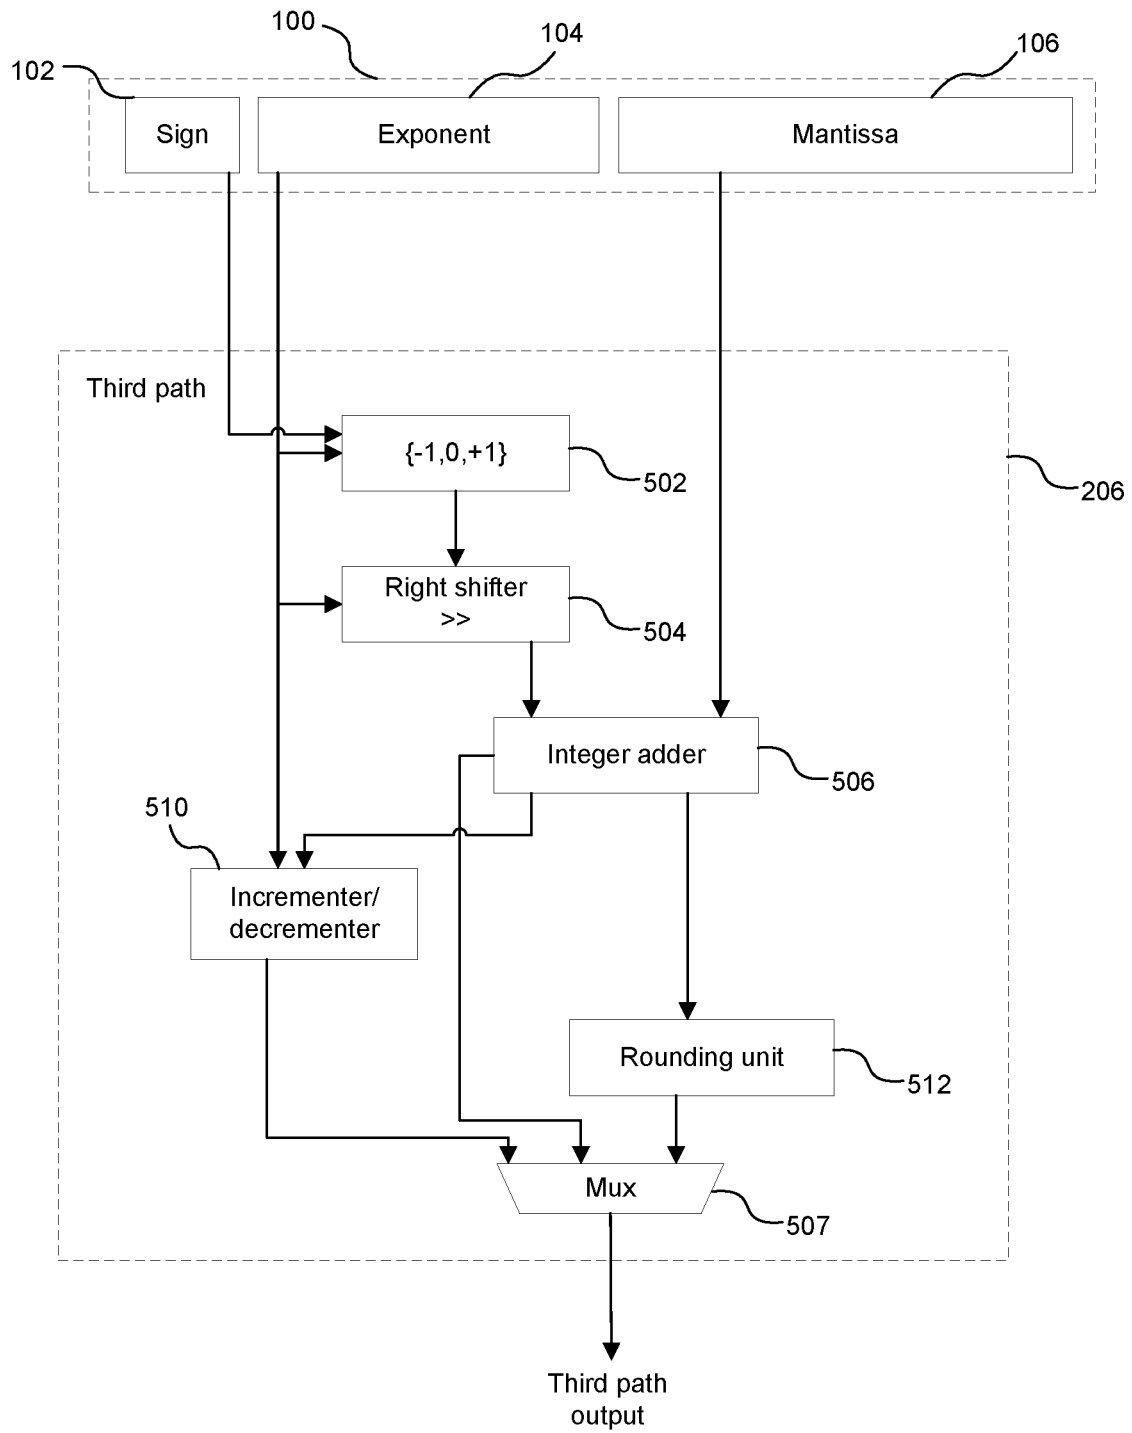 100
104
106
102
Sign
Exponent
Mantissa
Third path
{-1,0,+1}
502
206
Right shifter
>>
504
Integer adder
506
510
Incrementer/
decrementer
Rounding unit
512
Mux
507
Third path
output